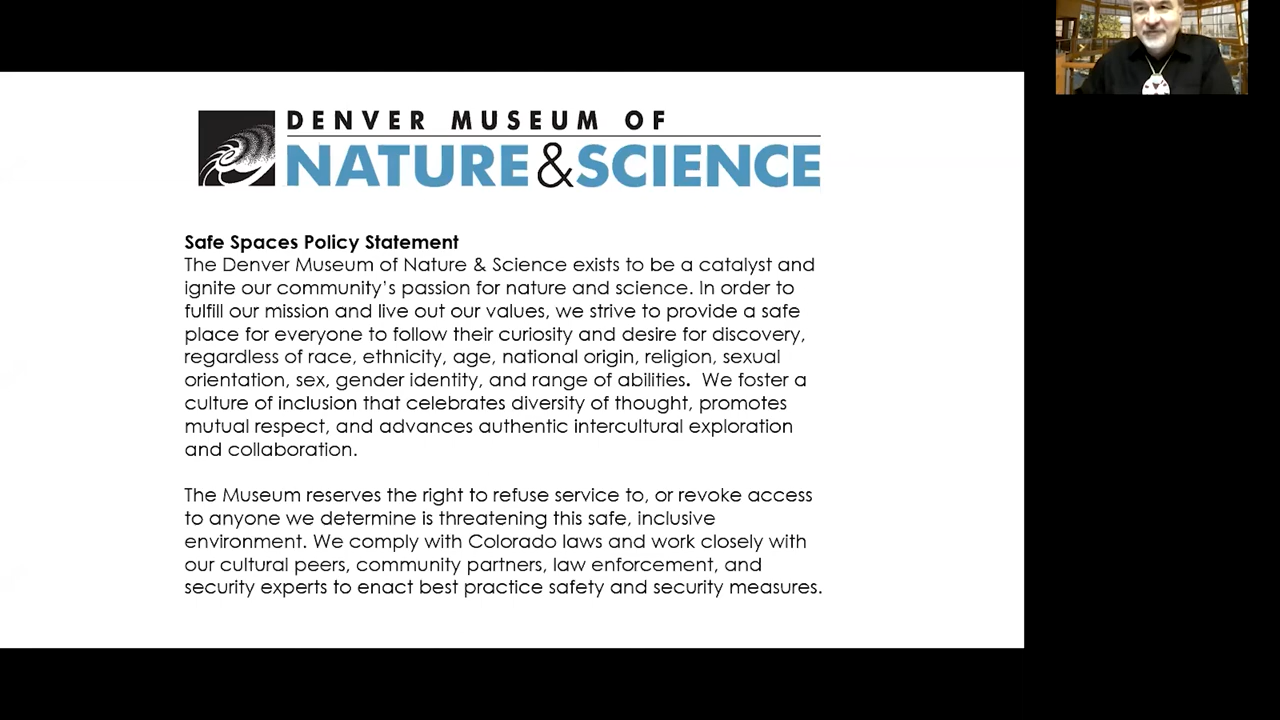 DENVER MUSEUM OF
NATURE&SCIENCE
Safe Spaces Policy Statement
The Denver Museum of Nature & Science exists to be a catalyst and
ignite our community's passion for nature and science. In order to
fulfill our mission and live out our values, we strive to provide a safe
place for everyone to follow their curiosity and desire for discovery,
regardless of race, ethnicity, age, national origin, religion, sexual
orientation, sex, gender identity, and range of abilities. We foster a
culture of inclusion that celebrates diversity of thought, promotes
mutual respect, and advances authentic intercultural exploration
and collaboration.
The Museum reserves the right to refuse service to, or revoke access
to anyone we determine is threatening this safe, inclusive
environment. We comply with Colorado laws and work closely with
our cultural peers, community partners, law enforcement, and
security experts to enact best practice safety and security measures.